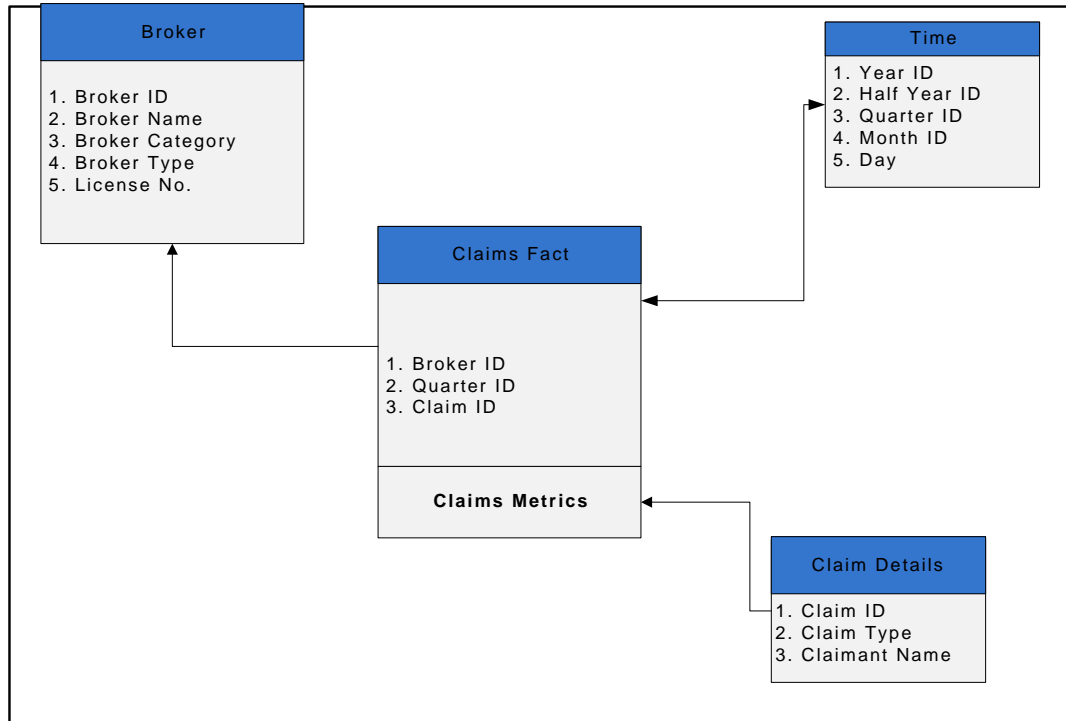 Broker
1. Broker ID
2. Broker Name
3. Broker Category
4. Broker Type
5. License No.
Time
1. Year ID
2. Half Year ID
3. Quarter ID
4. Month ID
5. Day
Claims Fact
1. Broker ID
2. Quarter ID
3. Claim ID
Claims Metrics
Claim Details
1. Claim ID
2. Claim Type
3. Claimant Name